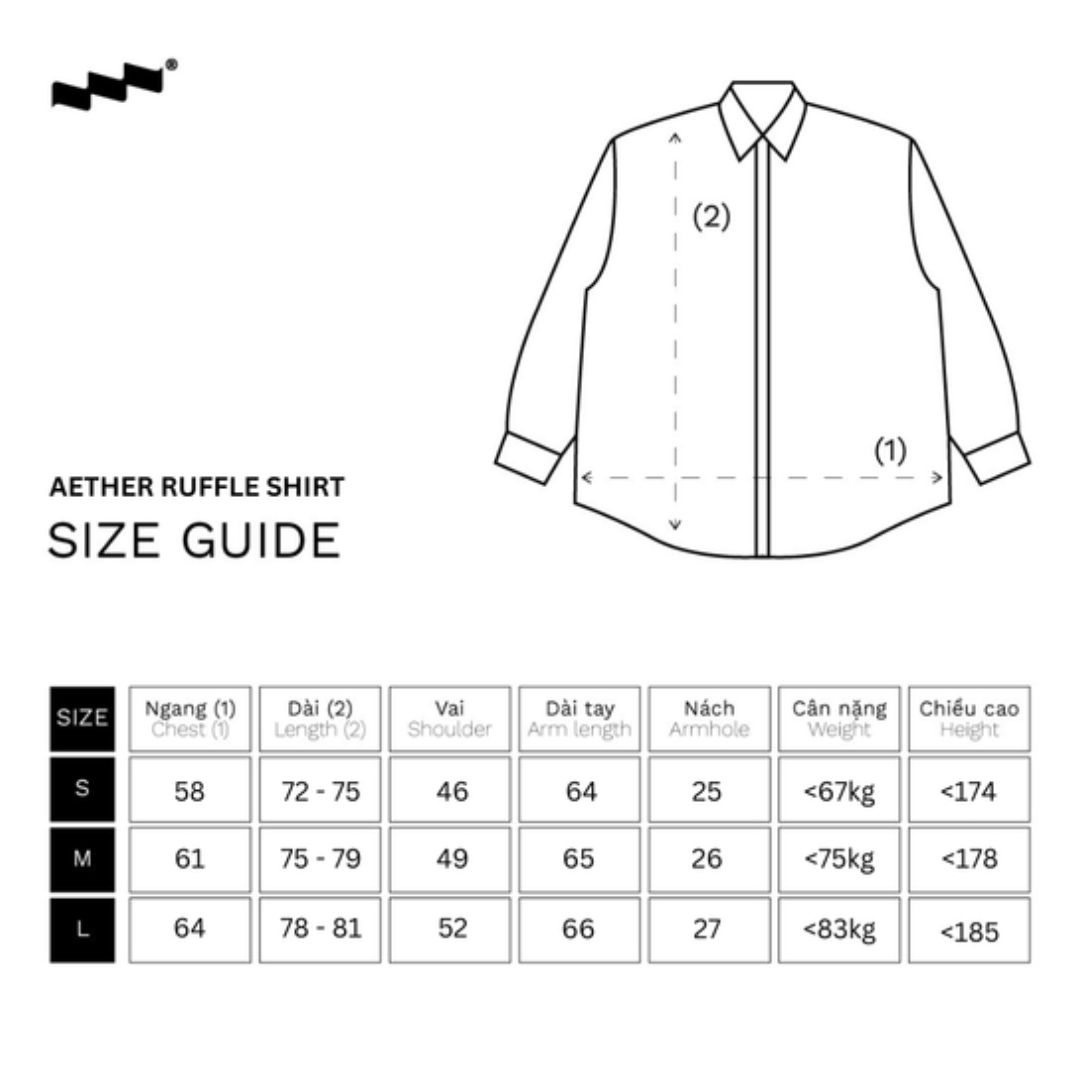 ®
(2)
(1)
AETHER RUFFLE SHIRT
SIZE GUIDE
SIZE Ngang (1) Dài (2) Vai Dài tay Nách Cân nặng Chiều cao
Chest (1) Length (2) Shoulder Arm length Armhole Weight Height
S 58 72 - 75 46 64 25 <67kg <174
M 61 75 - 79 49 65 26 <75kg <178
L 64 78 - 81 52 66 27 <83kg <185